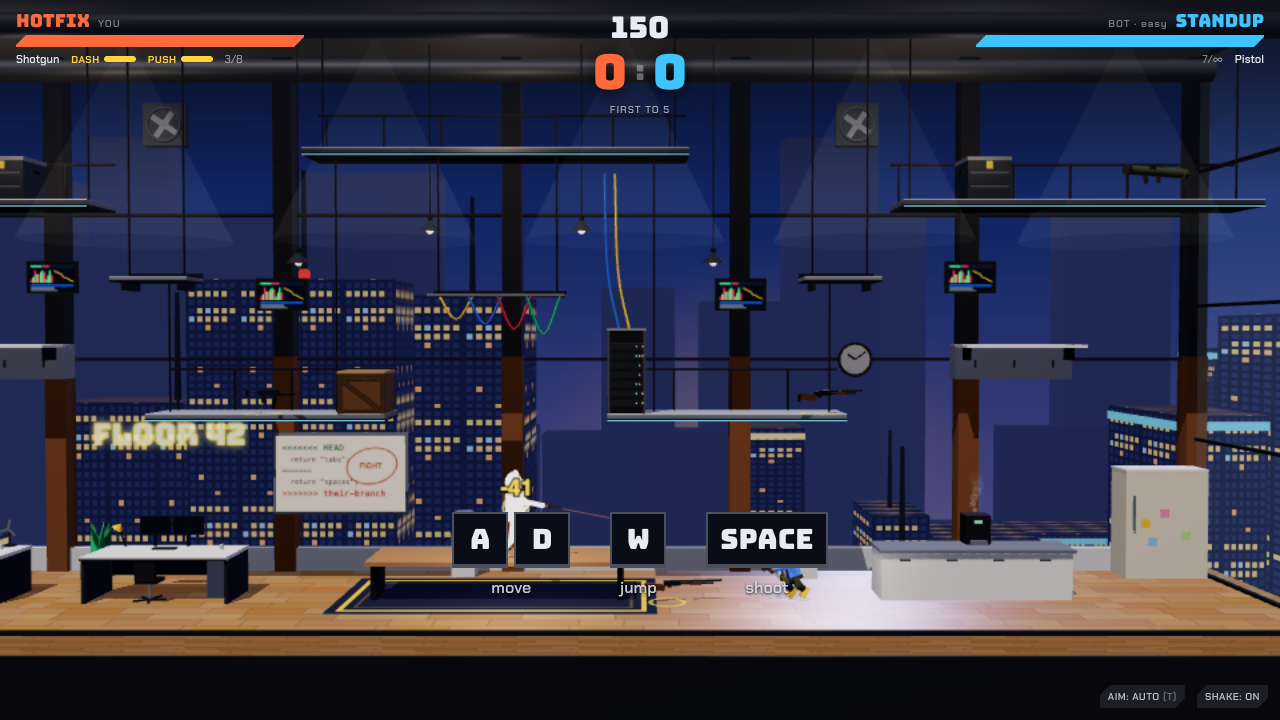 HOTFIX YOU
150
BOT · easy STANDUP
Shotgun DASH PUSH 3/8
0 : 0
7/∞ Pistol
FIRST TO 5
FLOOR 42
<<<<<<< HEAD
return "tabs"
=======
return "spaces"
>>>>>>> their-branch
FIGHT
-41
A D W SPACE
move jump shoot
AIM: AUTO [T] SHAKE: ON